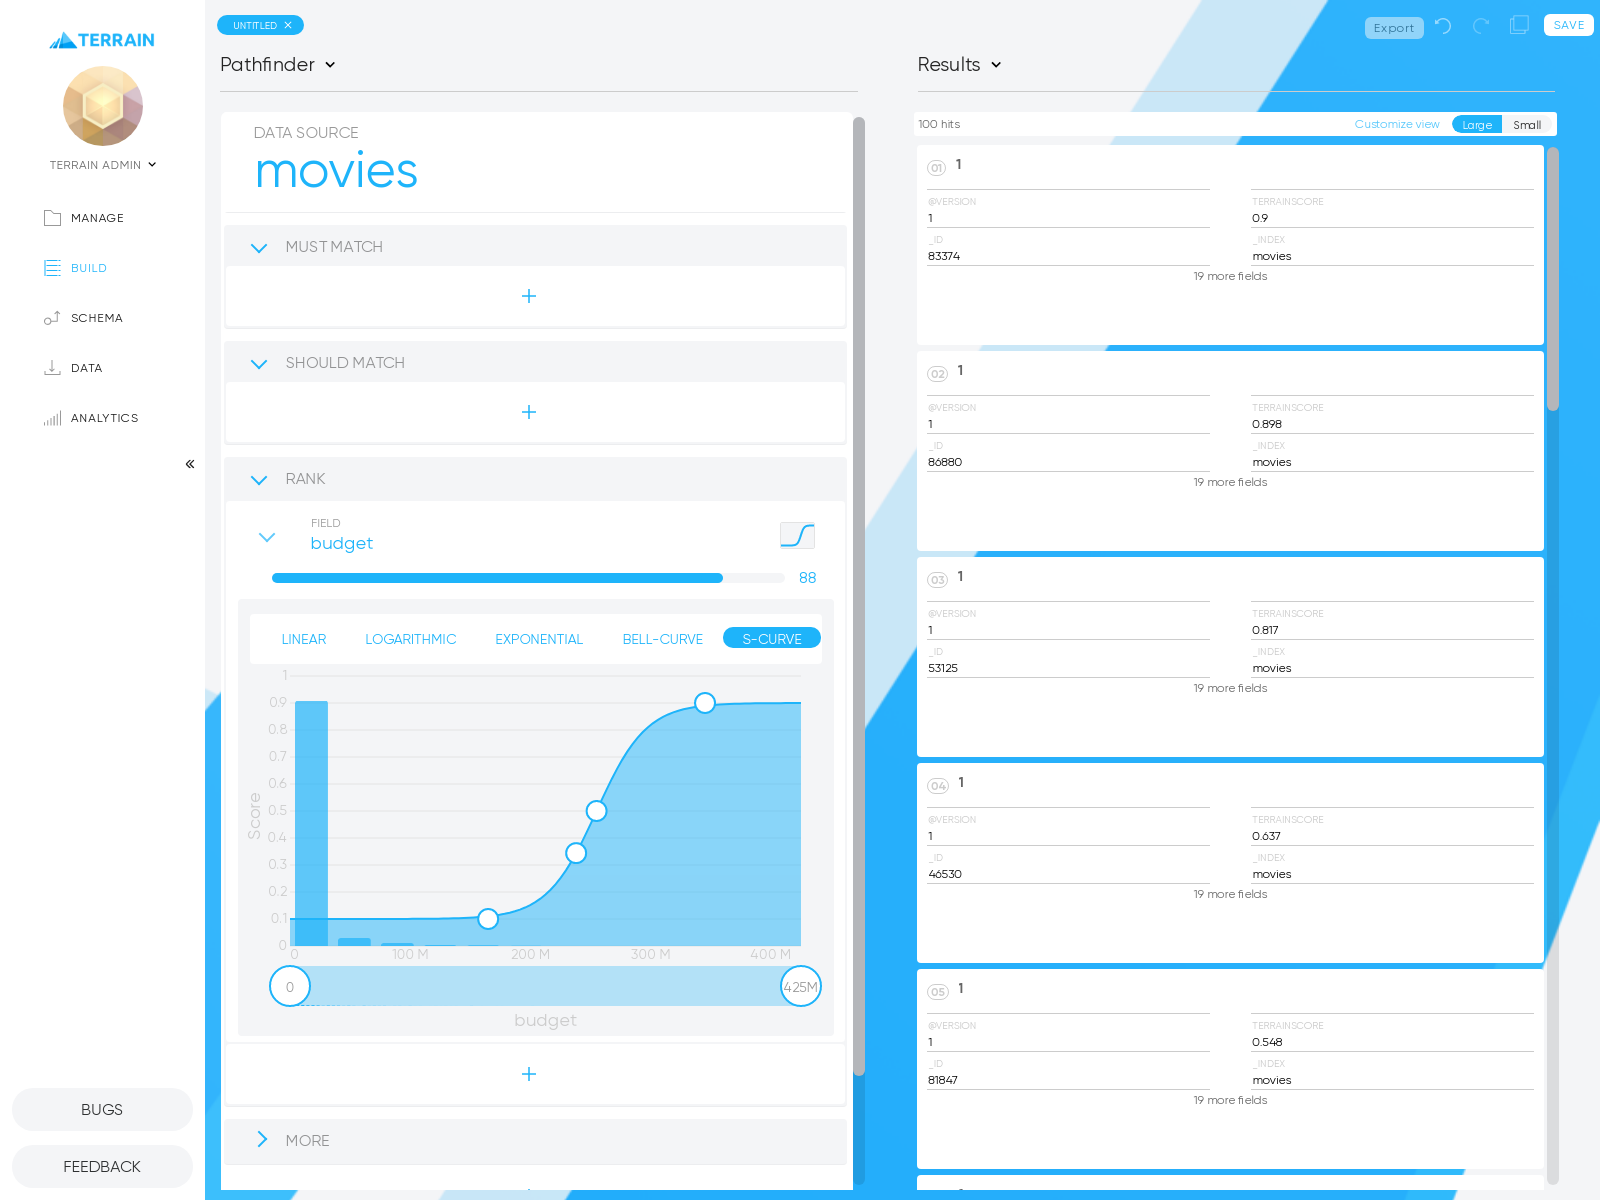 TERRAIN
TERRAIN ADMIN
MANAGE
BUILD
SCHEMA
DATA
ANALYTICS
BUGS
FEEDBACK
UNTITLED
Pathfinder
DATA SOURCE
movies
MUST MATCH
+
SHOULD MATCH
+
RANK
FIELD
budget
88
LINEAR LOGARITHMIC EXPONENTIAL BELL-CURVE S-CURVE
1
0.9
0.8
0.7
0.6
0.5
0.4
0.3
0.2
0.1
0
Score
0 100 M 200 M 300 M 400 M
0 425M
budget
+
MORE
Export SAVE
Results
100 hits Customize view Large Small
01 1
@VERSION TERRAINSCORE
1 0.9
_ID _INDEX
83374 movies
19 more fields
02 1
@VERSION TERRAINSCORE
1 0.898
_ID _INDEX
86880 movies
19 more fields
03 1
@VERSION TERRAINSCORE
1 0.817
_ID _INDEX
53125 movies
19 more fields
04 1
@VERSION TERRAINSCORE
1 0.637
_ID _INDEX
46530 movies
19 more fields
05 1
@VERSION TERRAINSCORE
1 0.548
_ID _INDEX
81847 movies
19 more fields